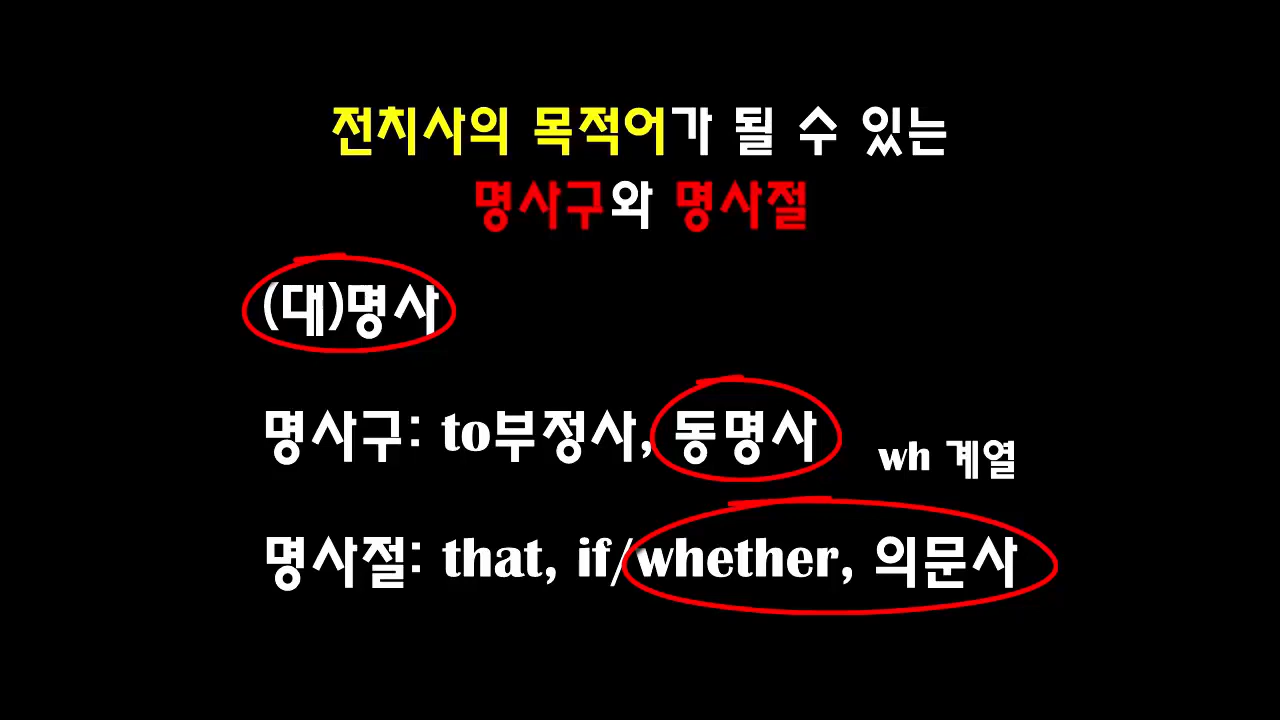 전치사의 목적어가 될 수 있는
명사구와 명사절
(대)명사
명사구: to부정사, 동명사
wh 계열
명사절: that, if/whether, 의문사